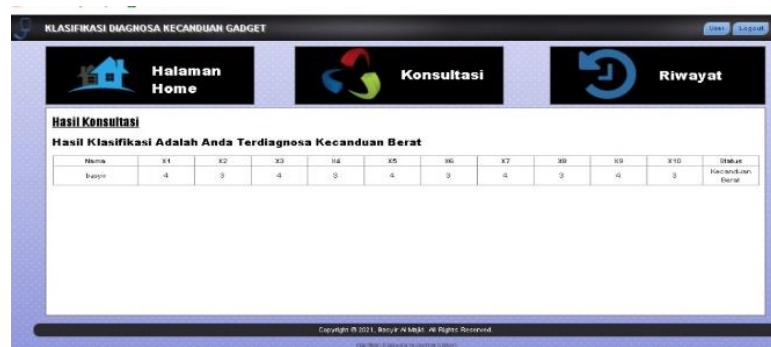 KLASIFIKASI DIAGNOSA KECANDUAN GADGET
User Logout
Halaman Home
Konsultasi
Riwayat
Hasil Konsultasi
Hasil Klasifikasi Adalah Anda Terdiagnosa Kecanduan Berat
Nama X1 X2 X3 X4 X5 X6 X7 X8 X9 X10 Status
basyir 4 3 4 3 4 3 4 3 4 3 Kecanduan Berat
Copyright © 2021, Basyir Al Majid. All Rights Reserved.